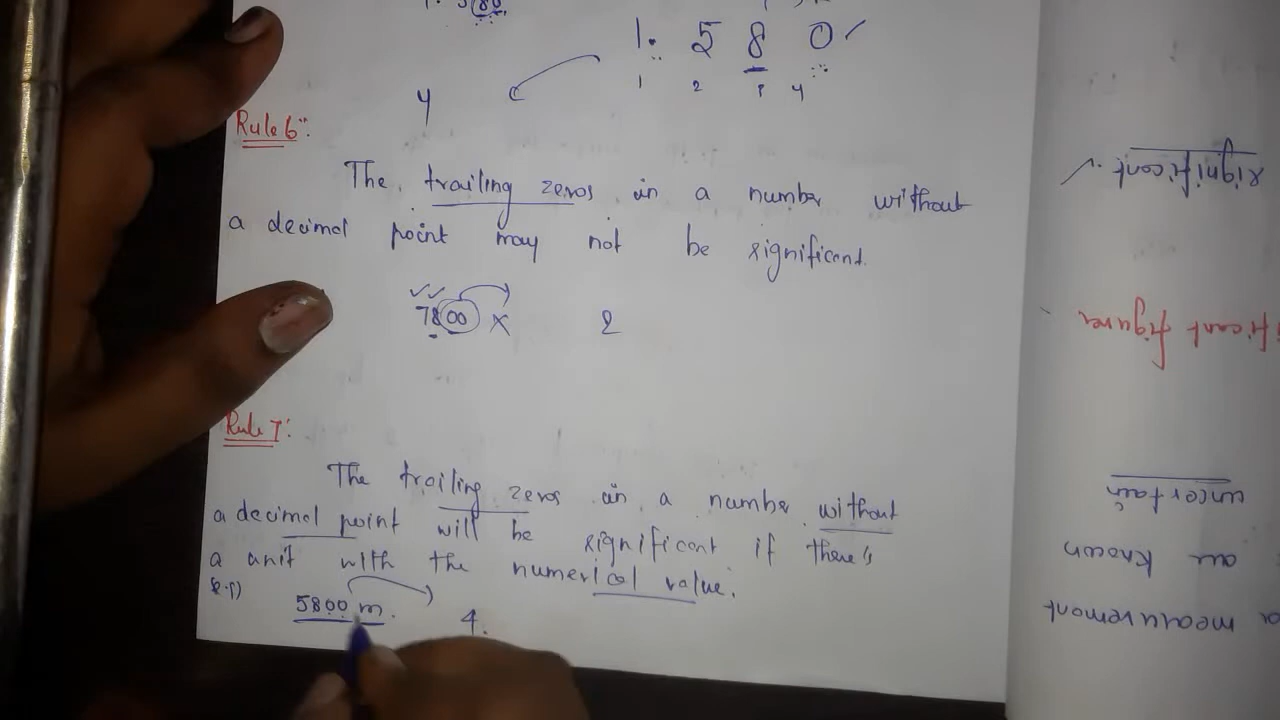 1. 5 8 0
1 2 3 4
4
Rule 6:
The trailing zeros in a number without
a decimal point may not be significant.
7800 x 2
Rule 7:
The trailing zeros in a number without
a decimal point will be significant if there's
a unit with the numerical value.
e.g)
5800 m. 4.
significant.
ficant figures
uncertain
are known
measurement